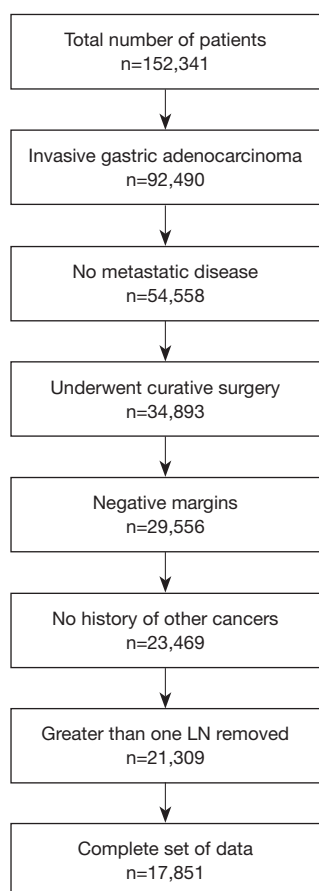 Total number of patients
n=152,341
Invasive gastric adenocarcinoma
n=92,490
No metastatic disease
n=54,558
Underwent curative surgery
n=34,893
Negative margins
n=29,556
No history of other cancers
n=23,469
Greater than one LN removed
n=21,309
Complete set of data
n=17,851